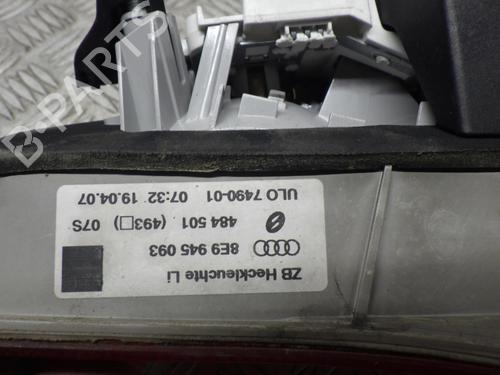 ZB Heckleuchte Li
8E9 945 093
484 501 (493□) 07S
ULO 7490-01 07:32 19.04.07
B-PARTS